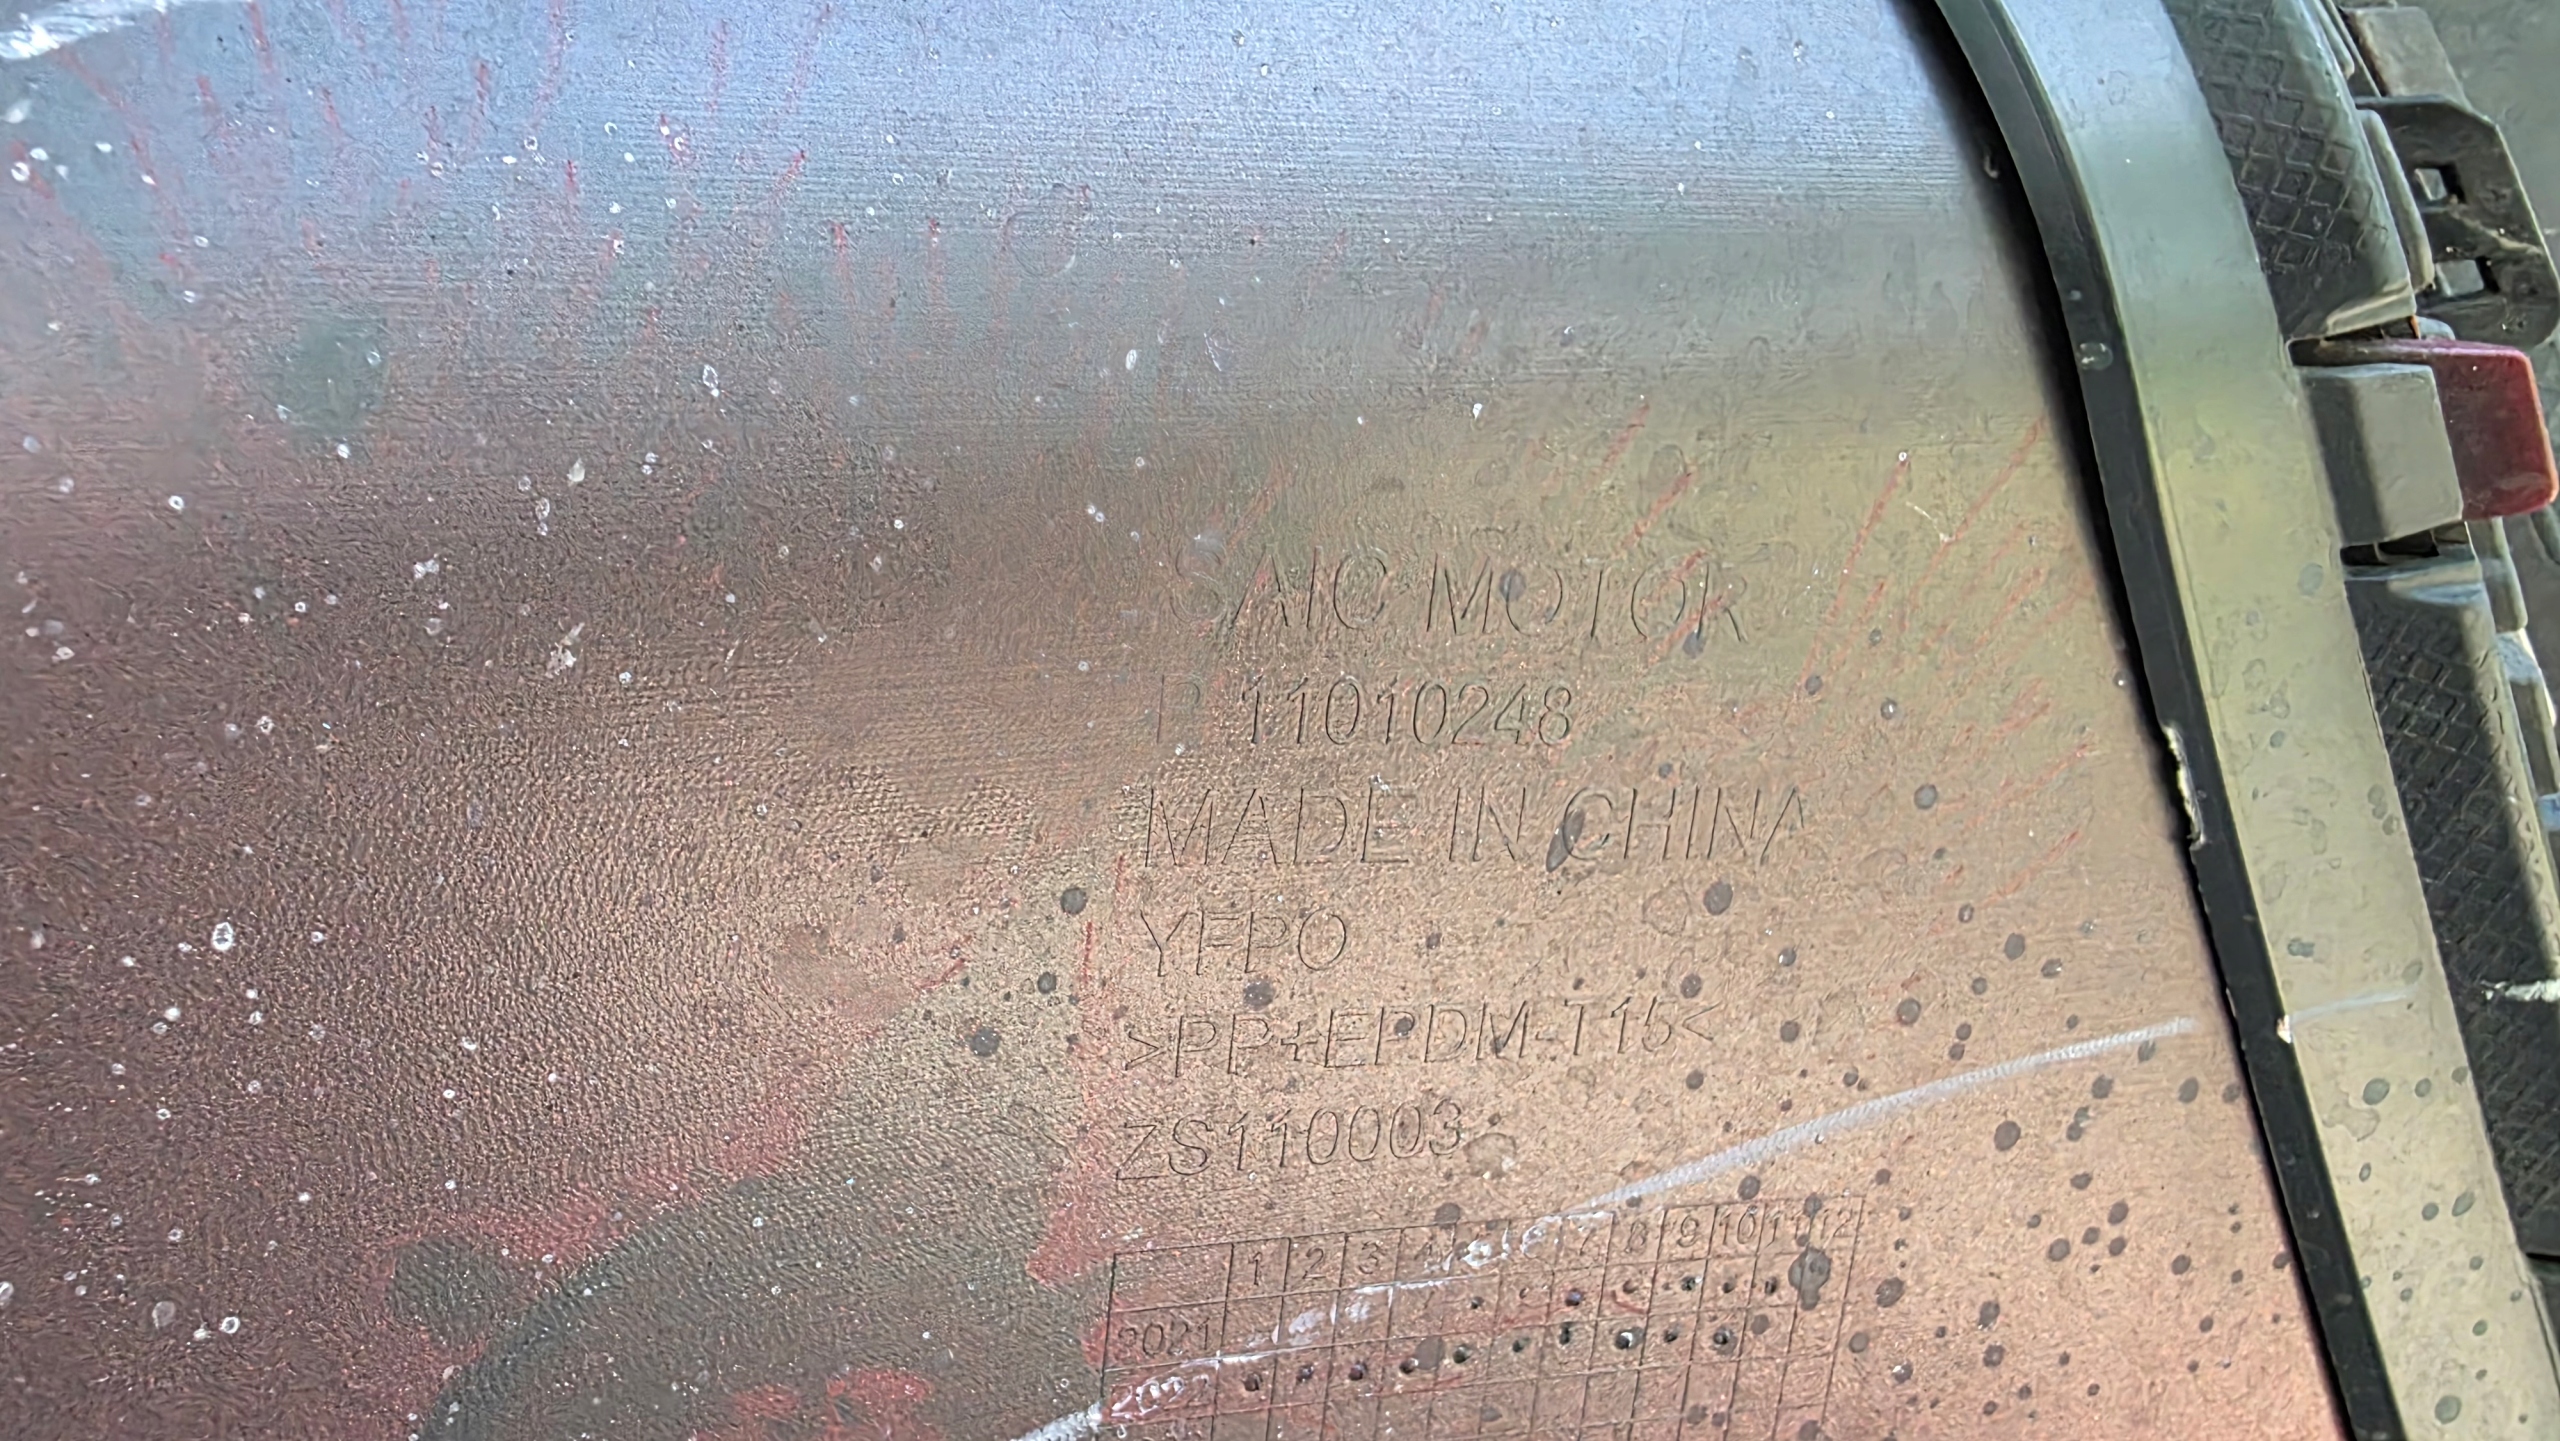 SAIC MOTOR
P 11010248
MADE IN CHINA
YFPO
>PP+EPDM-T15<
ZS110003
1 2 3 4 5 6 7 8 9 10 11 12
2021
2022